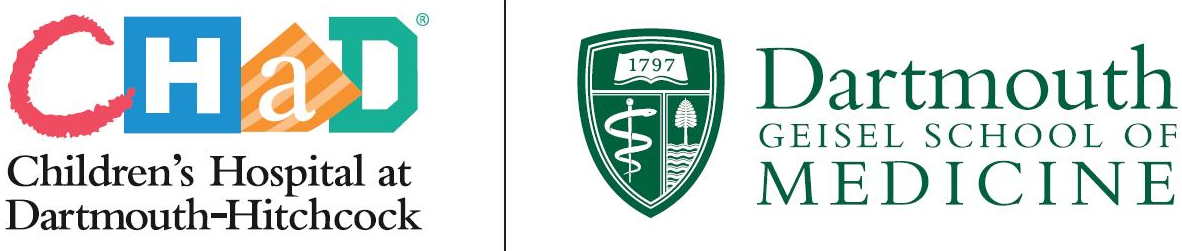 CHaD®
Children's Hospital at
Dartmouth-Hitchcock
1797
Dartmouth
GEISEL SCHOOL OF
MEDICINE